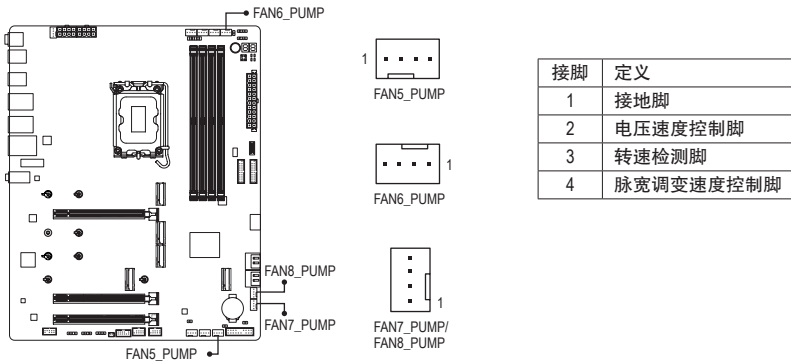 FAN6_PUMP
FAN8_PUMP
FAN7_PUMP
FAN5_PUMP
1
FAN5_PUMP
1
FAN6_PUMP
1
FAN7_PUMP/
FAN8_PUMP
接脚 定义
1 接地脚
2 电压速度控制脚
3 转速检测脚
4 脉宽调变速度控制脚